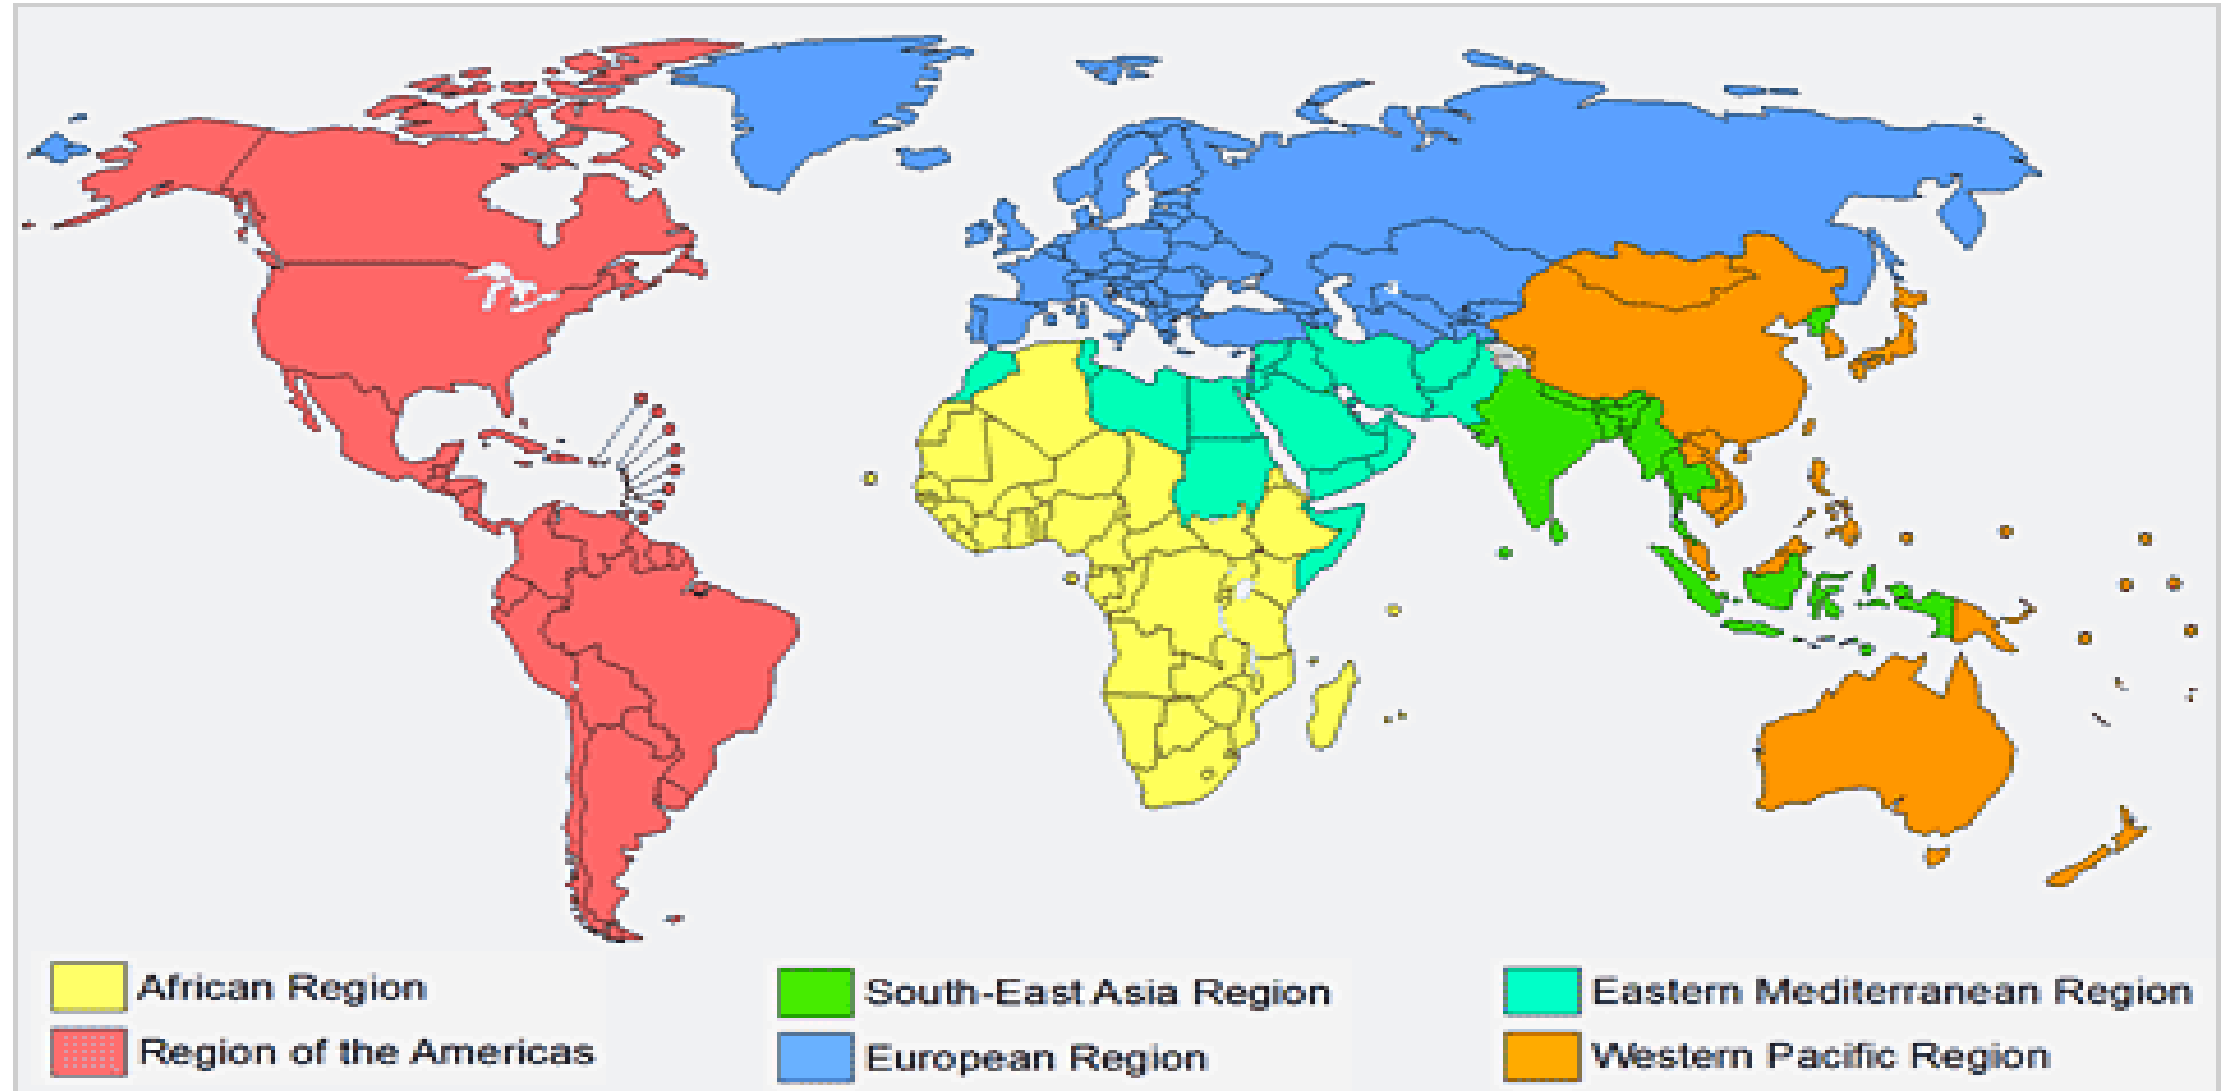 African Region
Region of the Americas
South-East Asia Region
European Region
Eastern Mediterranean Region
Western Pacific Region